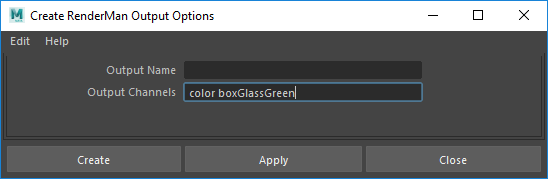 Create RenderMan Output Options
Edit Help
Output Name
Output Channels color boxGlassGreen
Create Apply Close